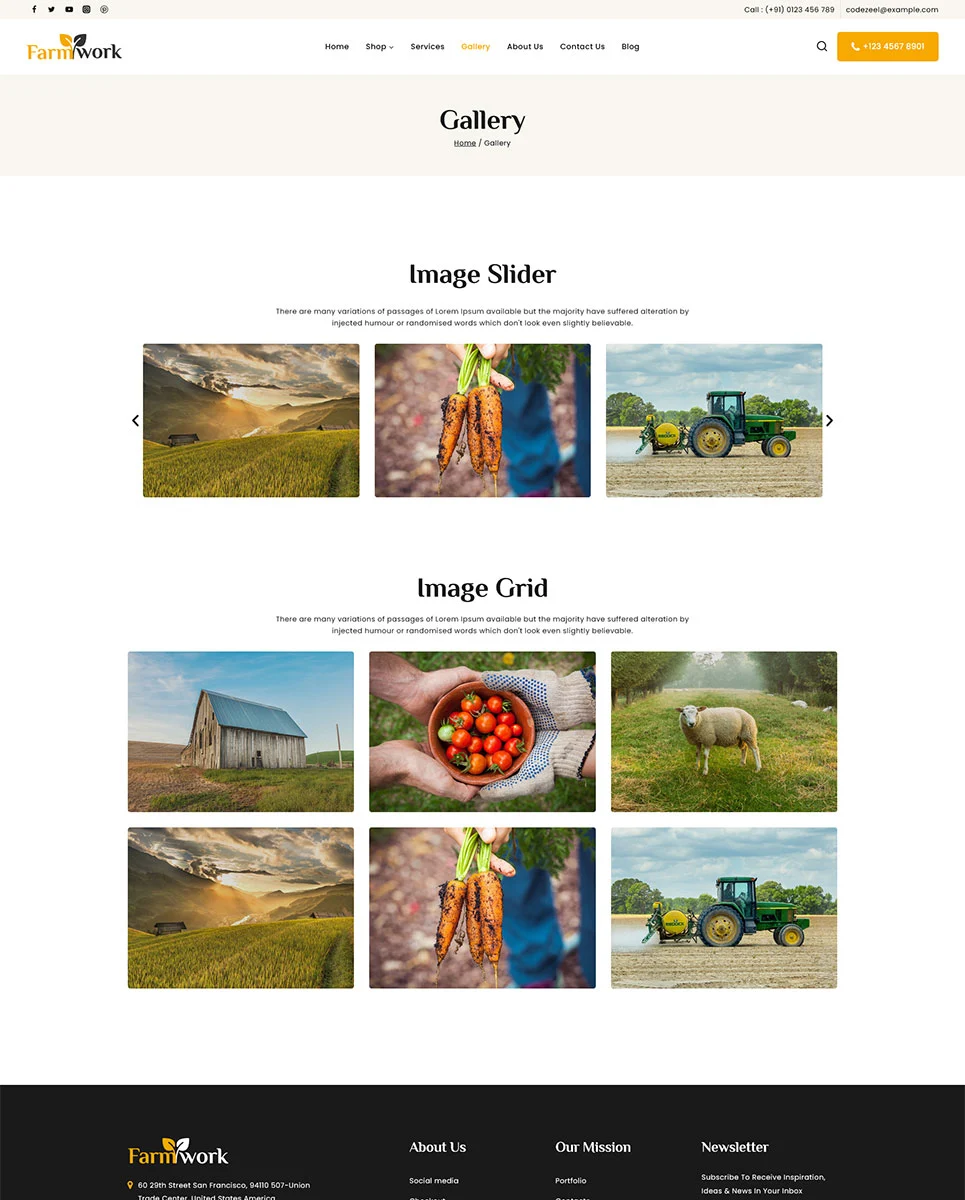 Call : (+91) 0123 456 789 codezeel@example.com
Farmwork
Home Shop Services Gallery About Us Contact Us Blog
+123 4567 8901
Gallery
Home / Gallery
Image Slider
There are many variations of passages of Lorem Ipsum available but the majority have suffered alteration by
injected humour or randomised words which don't look even slightly believable.
Image Grid
There are many variations of passages of Lorem Ipsum available but the majority have suffered alteration by
injected humour or randomised words which don't look even slightly believable.
Farmwork
60 29th Street San Francisco, 94110 507-Union
Trade Center, United States America
About Us
Social media
Checkout
Our Mission
Portfolio
Contacts
Newsletter
Subscribe To Receive Inspiration,
Ideas & News In Your Inbox